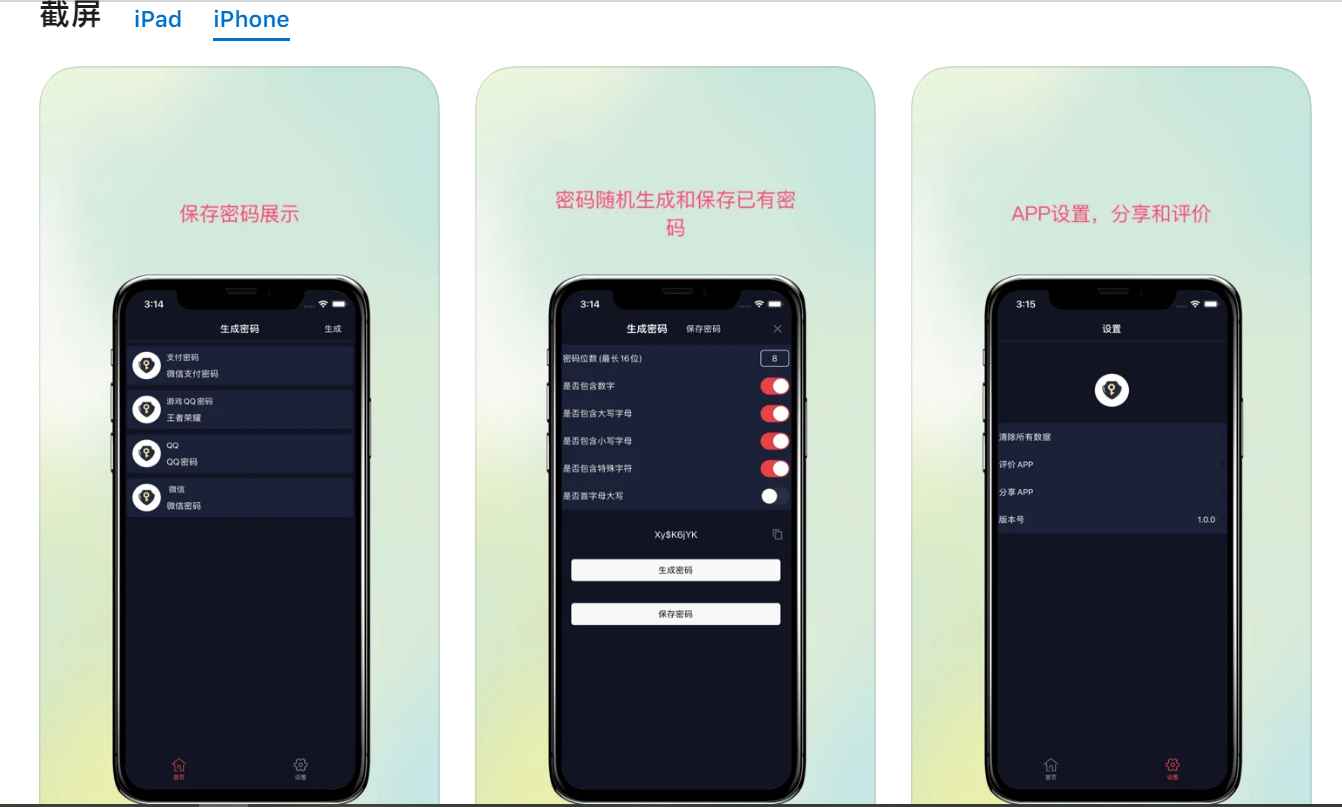 截屏 iPad iPhone
保存密码展示
3:14
生成密码 生成
支付密码
微信支付密码
游戏QQ密码
王者荣耀
QQ
QQ密码
微信
微信密码
首页 设置
密码随机生成和保存已有密
码
3:14
生成密码 保存密码
密码位数(最长16位) 8
是否包含数字
是否包含大写字母
是否包含小写字母
是否包含特殊字符
是否首字母大写
Xy$K6jYK
生成密码
保存密码
APP设置，分享和评价
3:15
设置
清除所有数据
评价APP
分享APP
版本号 1.0.0
首页 设置